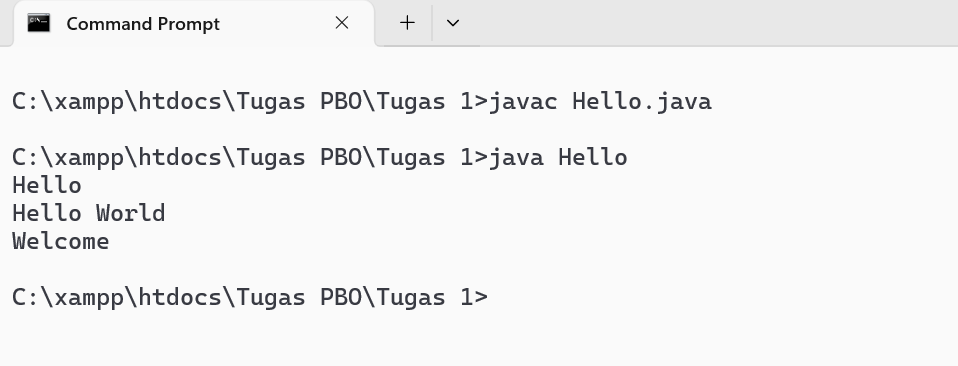 Command Prompt
C:\xampp\htdocs\Tugas PBO\Tugas 1>javac Hello.java
C:\xampp\htdocs\Tugas PBO\Tugas 1>java Hello
Hello
Hello World
Welcome
C:\xampp\htdocs\Tugas PBO\Tugas 1>